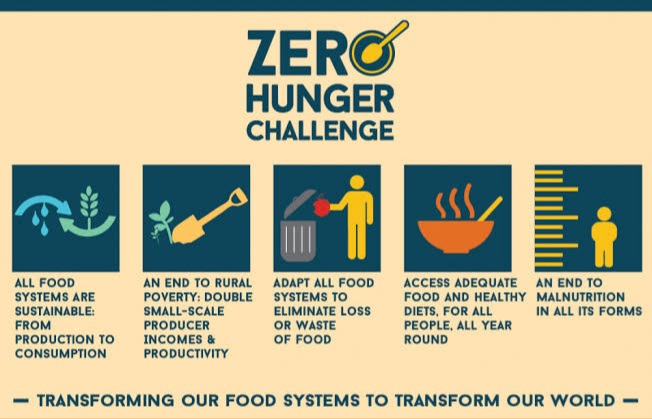 ZERO
HUNGER
CHALLENGE
ALL FOOD
SYSTEMS ARE
SUSTAINABLE:
FROM
PRODUCTION TO
CONSUMPTION
AN END TO RURAL
POVERTY: DOUBLE
SMALL-SCALE
PRODUCER
INCOMES &
PRODUCTIVITY
ADAPT ALL FOOD
SYSTEMS TO
ELIMINATE LOSS
OR WASTE
OF FOOD
ACCESS ADEQUATE
FOOD AND HEALTHY
DIETS, FOR ALL
PEOPLE, ALL YEAR
ROUND
AN END TO
MALNUTRITION
IN ALL ITS FORMS
— TRANSFORMING OUR FOOD SYSTEMS TO TRANSFORM OUR WORLD —